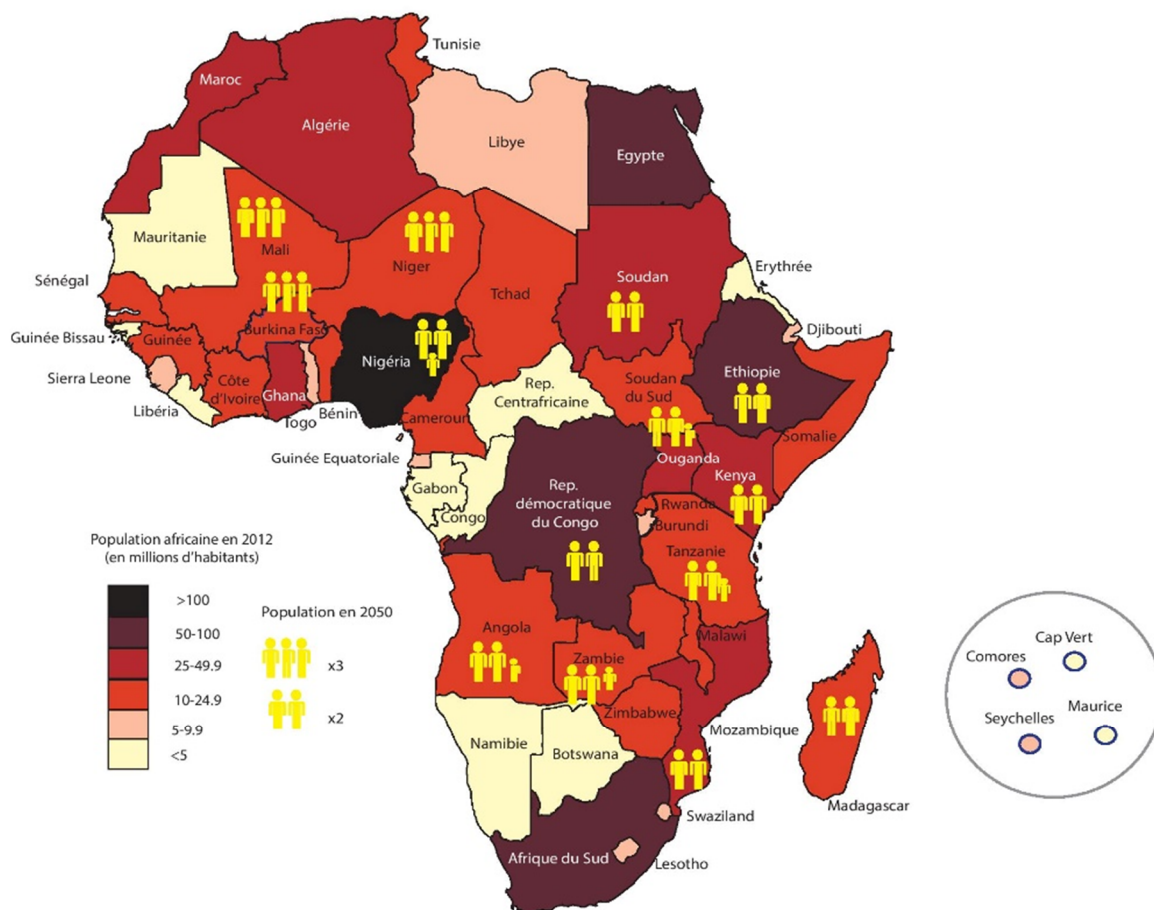 Tunisie
Maroc
Algérie
Libye
Egypte
Mauritanie
Mali
Niger
Soudan
Erythrée
Sénégal
Tchad
Guinée Bissau
Guinée
Burkina Faso
Djibouti
Nigéria
Sierra Leone
Côte
d'Ivoire
Ghana
Rep.
Centrafricaine
Soudan
du Sud
Ethiopie
Libéria
Togo
Bénin
Cameroun
Somalie
Guinée Equatoriale
Ouganda
Kenya
Gabon
Congo
Rep.
démocratique
du Congo
Rwanda
Burundi
Tanzanie
Population africaine en 2012
(en millions d'habitants)
>100
50-100
25-49.9
10-24.9
5-9.9
<5
Population en 2050
x3
x2
Angola
Zambie
Malawi
Zimbabwe
Mozambique
Namibie
Botswana
Madagascar
Swaziland
Afrique du Sud
Lesotho
Cap Vert
Comores
Maurice
Seychelles